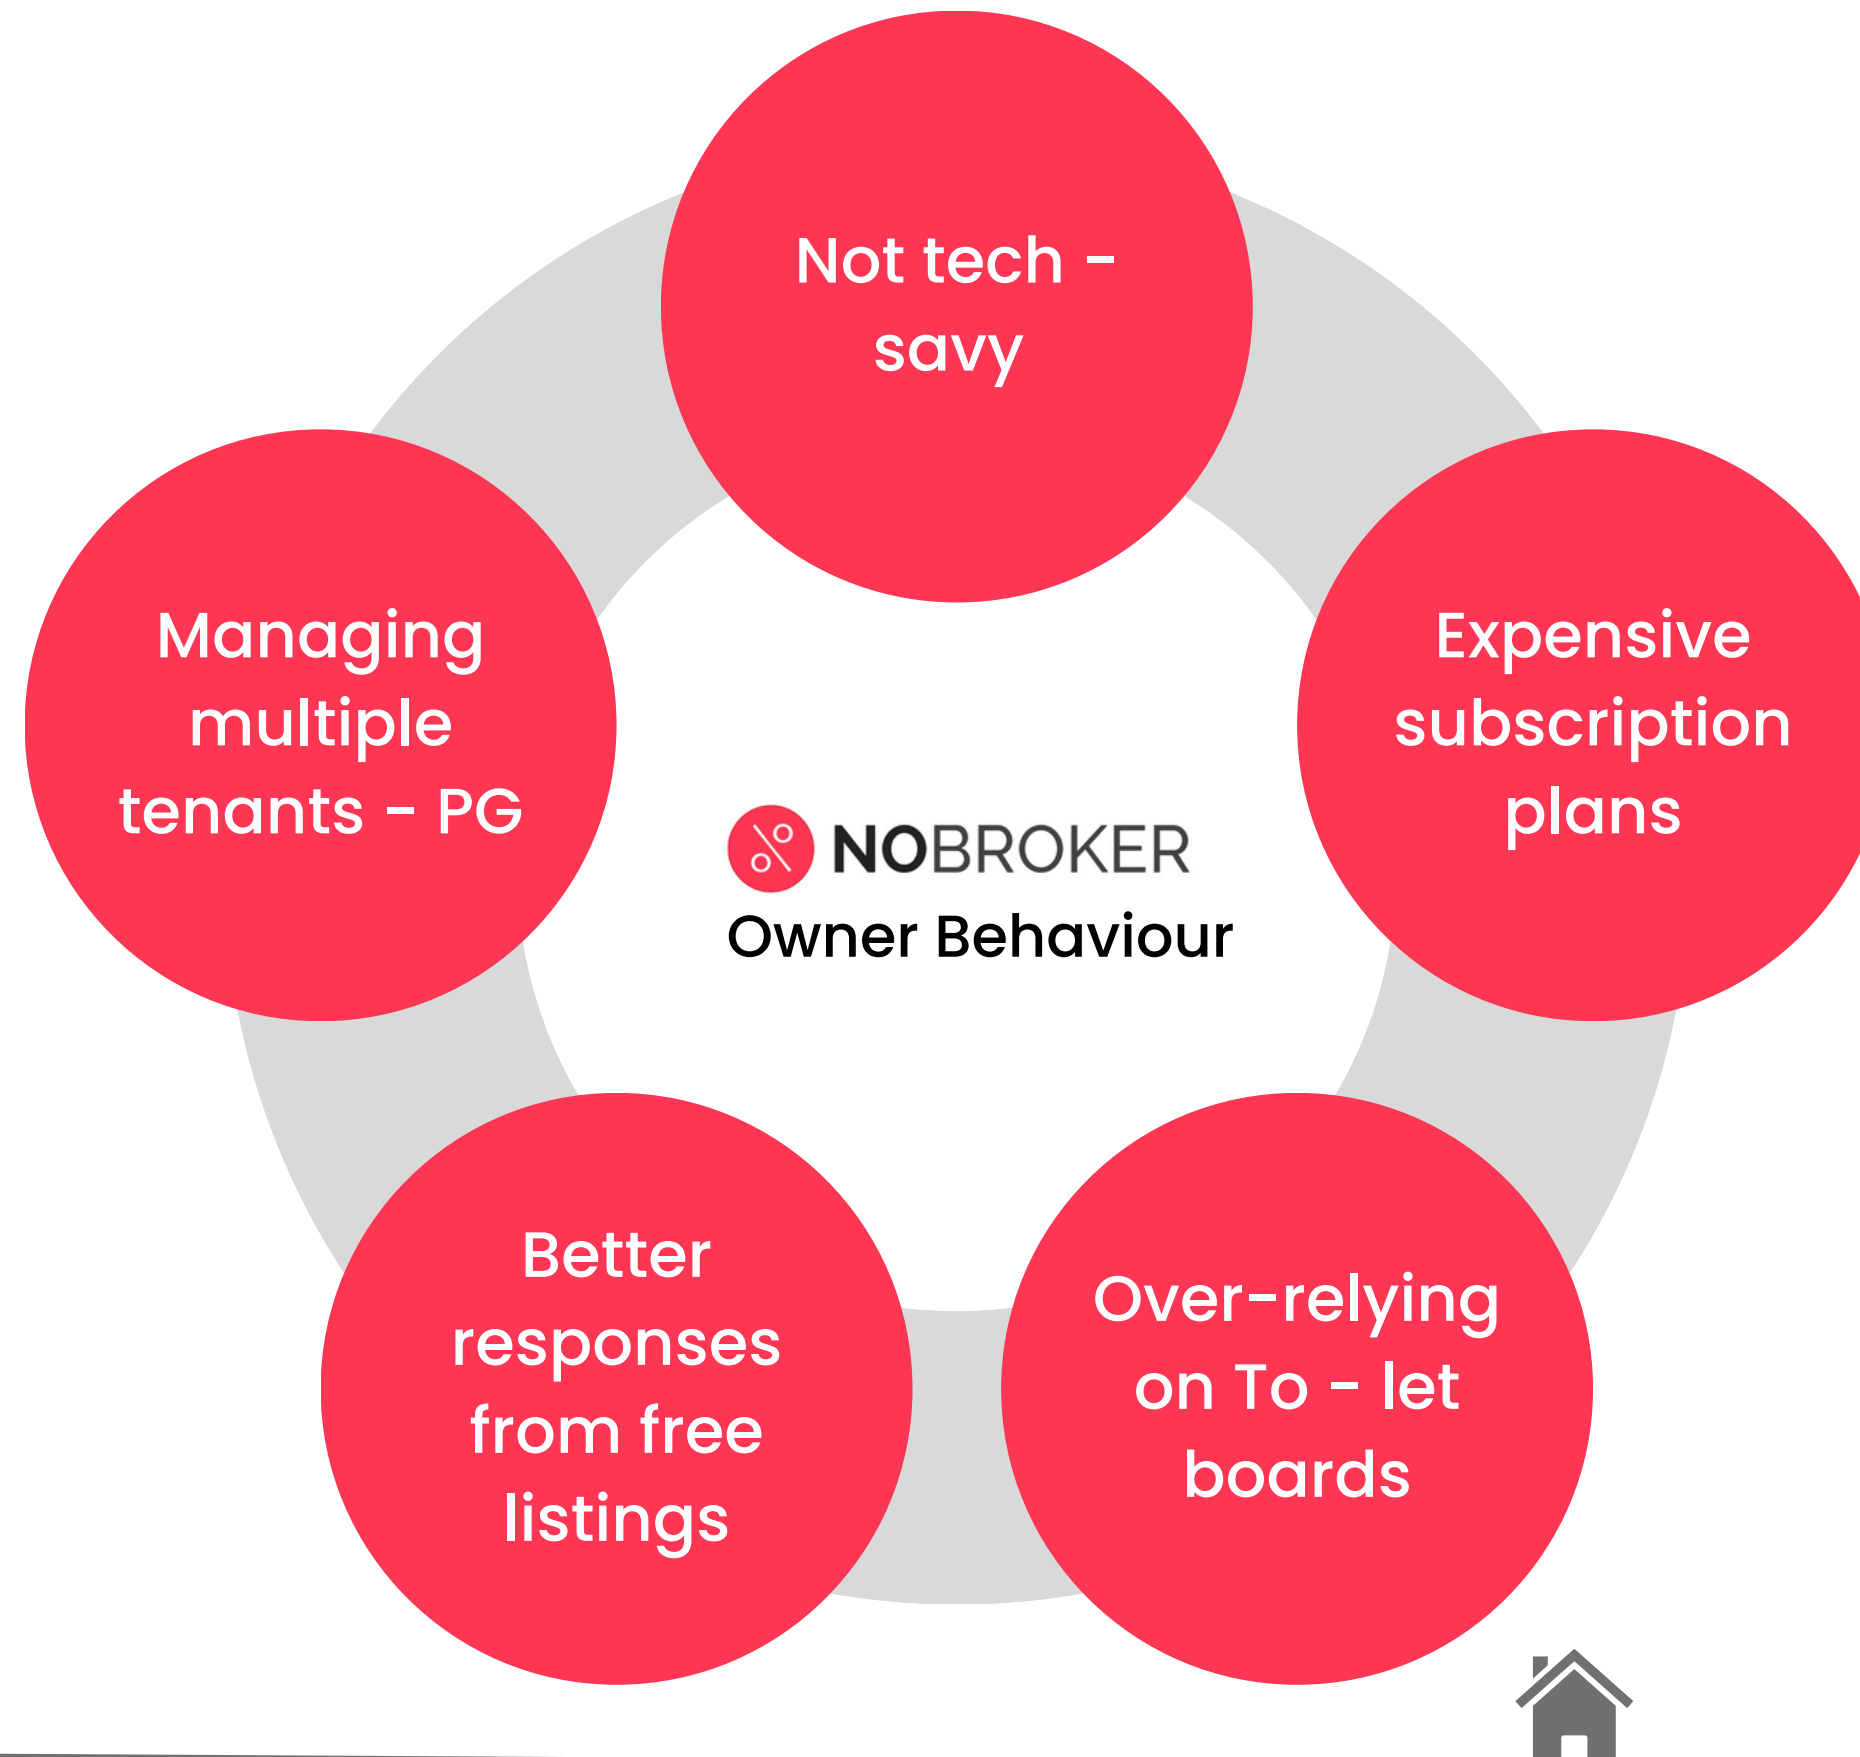 Not tech -
savy
Managing
multiple
tenants - PG
Expensive
subscription
plans
NOBROKER
Owner Behaviour
Better
responses
from free
listings
Over-relying
on To - let
boards